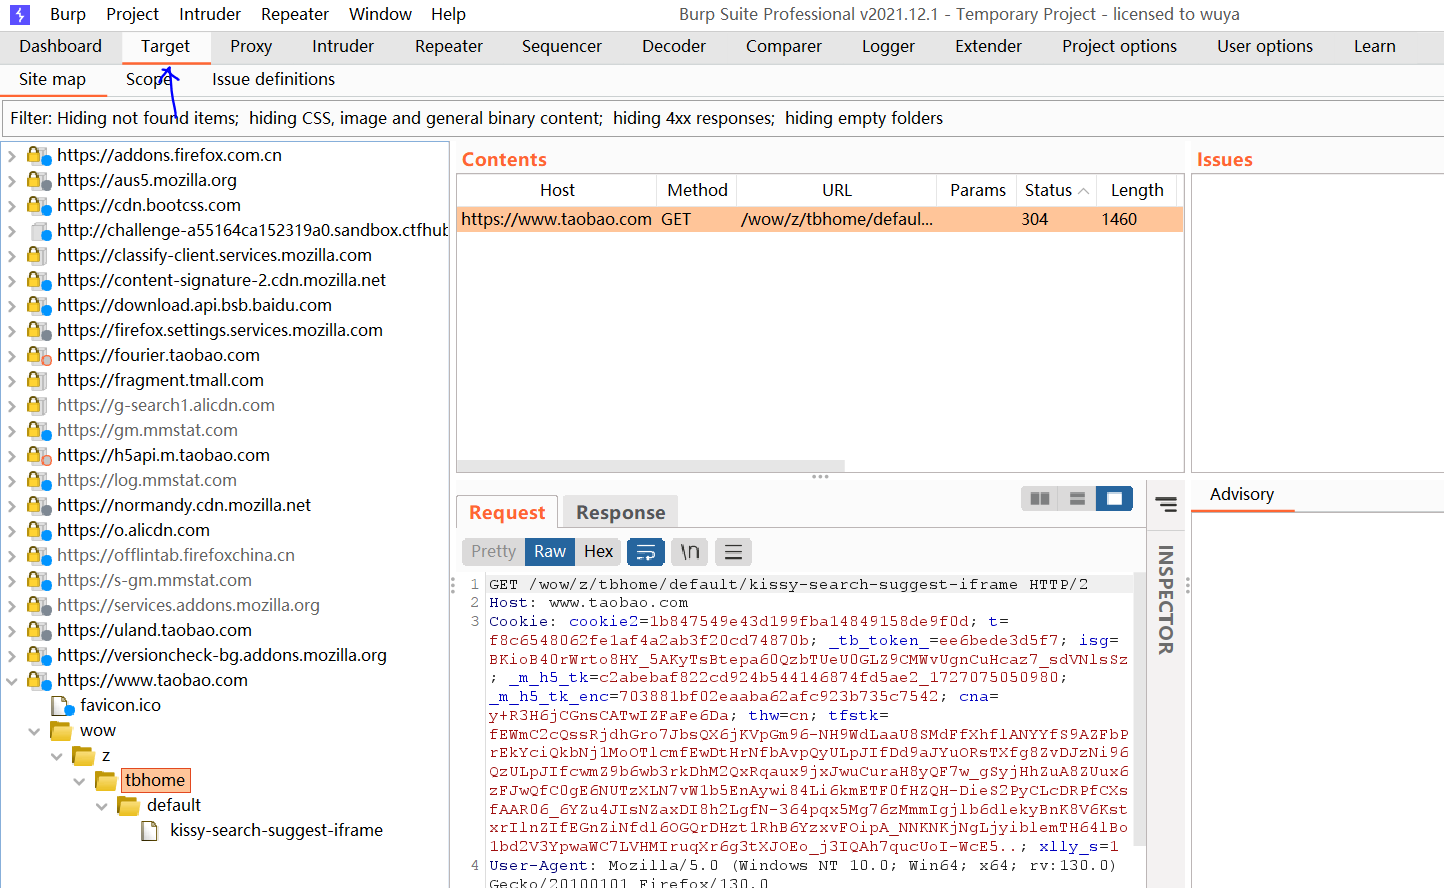 Burp Project Intruder Repeater Window Help Burp Suite Professional v2021.12.1 - Temporary Project - licensed to wuya
Dashboard Target Proxy Intruder Repeater Sequencer Decoder Comparer Logger Extender Project options User options Learn
Site map Scope Issue definitions
Filter: Hiding not found items; hiding CSS, image and general binary content; hiding 4xx responses; hiding empty folders
https://addons.firefox.com.cn
https://aus5.mozilla.org
https://cdn.bootcss.com
http://challenge-a55164ca152319a0.sandbox.ctfhub
https://classify-client.services.mozilla.com
https://content-signature-2.cdn.mozilla.net
https://download.api.bsb.baidu.com
https://firefox.settings.services.mozilla.com
https://fourier.taobao.com
https://fragment.tmall.com
https://g-search1.alicdn.com
https://gm.mmstat.com
https://h5api.m.taobao.com
https://log.mmstat.com
https://normandy.cdn.mozilla.net
https://o.alicdn.com
https://offlintab.firefoxchina.cn
https://s-gm.mmstat.com
https://services.addons.mozilla.org
https://uland.taobao.com
https://versioncheck-bg.addons.mozilla.org
https://www.taobao.com
favicon.ico
wow
z
tbhome
default
kissy-search-suggest-iframe
Contents
Host Method URL Params Status Length
https://www.taobao.com GET /wow/z/tbhome/defaul... 304 1460
Request Response
Pretty Raw Hex \n
1 GET /wow/z/tbhome/default/kissy-search-suggest-iframe HTTP/2
2 Host: www.taobao.com
3 Cookie: cookie2=1b847549e43d199fba14849158de9f0d; t=
f8c6548062fe1af4a2ab3f20cd74870b; _tb_token_=ee6bede3d5f7; isg=
BKioB40rWrto8HY_5AKyTsBtepa60QzbTUeU0GLZ9CMWvUgnCuHcaz7_sdVNlsSz
; _m_h5_tk=c2abebaf822cd924b544146874fd5ae2_1727075050980;
_m_h5_tk_enc=703881bf02eaaba62afc923b735c7542; cna=
y+R3H6jCGnsCATwIZFaFe6Da; thw=cn; tfstk=
fEWmC2cQssRjdhGro7JbsQX6jKVpGm96-NH9WdLaaU8SMdFfXhflANYYfS9AZFbP
rEkYciQkbNj1MoOTlcmfEwDtHrNfbAvpQyULpJIfDd9aJYuORsTXfg8ZvDJzNi96
QzULpJIfcwmZ9b6wb3rkDhM2QxRqaux9jxJwuCuraH8yQF7w_gSyjHhZuA8ZUux6
zFJwQfC0gE6NUTzXLN7vW1b5EnAywi84Li6kmETF0fHZQH-DieS2PyCLcDRPfCXs
fAAR06_6YZu4JIsNZaxDI8h2LgfN-364pqx5Mg76zMmmIgjlb6dlekyBnK8V6Kst
xrIlnZIfEGnZiNfdl6OGQrDHzt1RhB6YzxvFOipA_NNKNKjNgLjyiblemTH64lBo
1bd2V3YpwaWC7LVHMIruqXr6g3tXJOEo_j3IQAh7qucUoI-WcE5..; xlly_s=1
4 User-Agent: Mozilla/5.0 (Windows NT 10.0; Win64; x64; rv:130.0)
Gecko/20100101 Firefox/130.0
INSPECTOR
Issues
Advisory